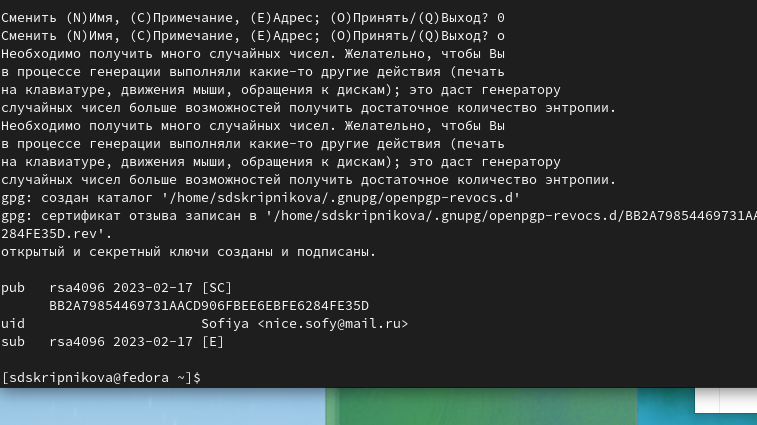 Сменить (N)Имя, (C)Примечание, (E)Адрес; (O)Принять/(Q)Выход? 0
Сменить (N)Имя, (C)Примечание, (E)Адрес; (O)Принять/(Q)Выход? o
Необходимо получить много случайных чисел. Желательно, чтобы Вы
в процессе генерации выполняли какие-то другие действия (печать
на клавиатуре, движения мыши, обращения к дискам); это даст генератору
случайных чисел больше возможностей получить достаточное количество энтропии.
Необходимо получить много случайных чисел. Желательно, чтобы Вы
в процессе генерации выполняли какие-то другие действия (печать
на клавиатуре, движения мыши, обращения к дискам); это даст генератору
случайных чисел больше возможностей получить достаточное количество энтропии.
gpg: создан каталог '/home/sdskripnikova/.gnupg/openpgp-revocs.d'
gpg: сертификат отзыва записан в '/home/sdskripnikova/.gnupg/openpgp-revocs.d/BB2A79854469731AA
284FE35D.rev'.
открытый и секретный ключи созданы и подписаны.
pub   rsa4096 2023-02-17 [SC]
      BB2A79854469731AACD906FBEE6EBFE6284FE35D
uid                      Sofiya <nice.sofy@mail.ru>
sub   rsa4096 2023-02-17 [E]
[sdskripnikova@fedora ~]$